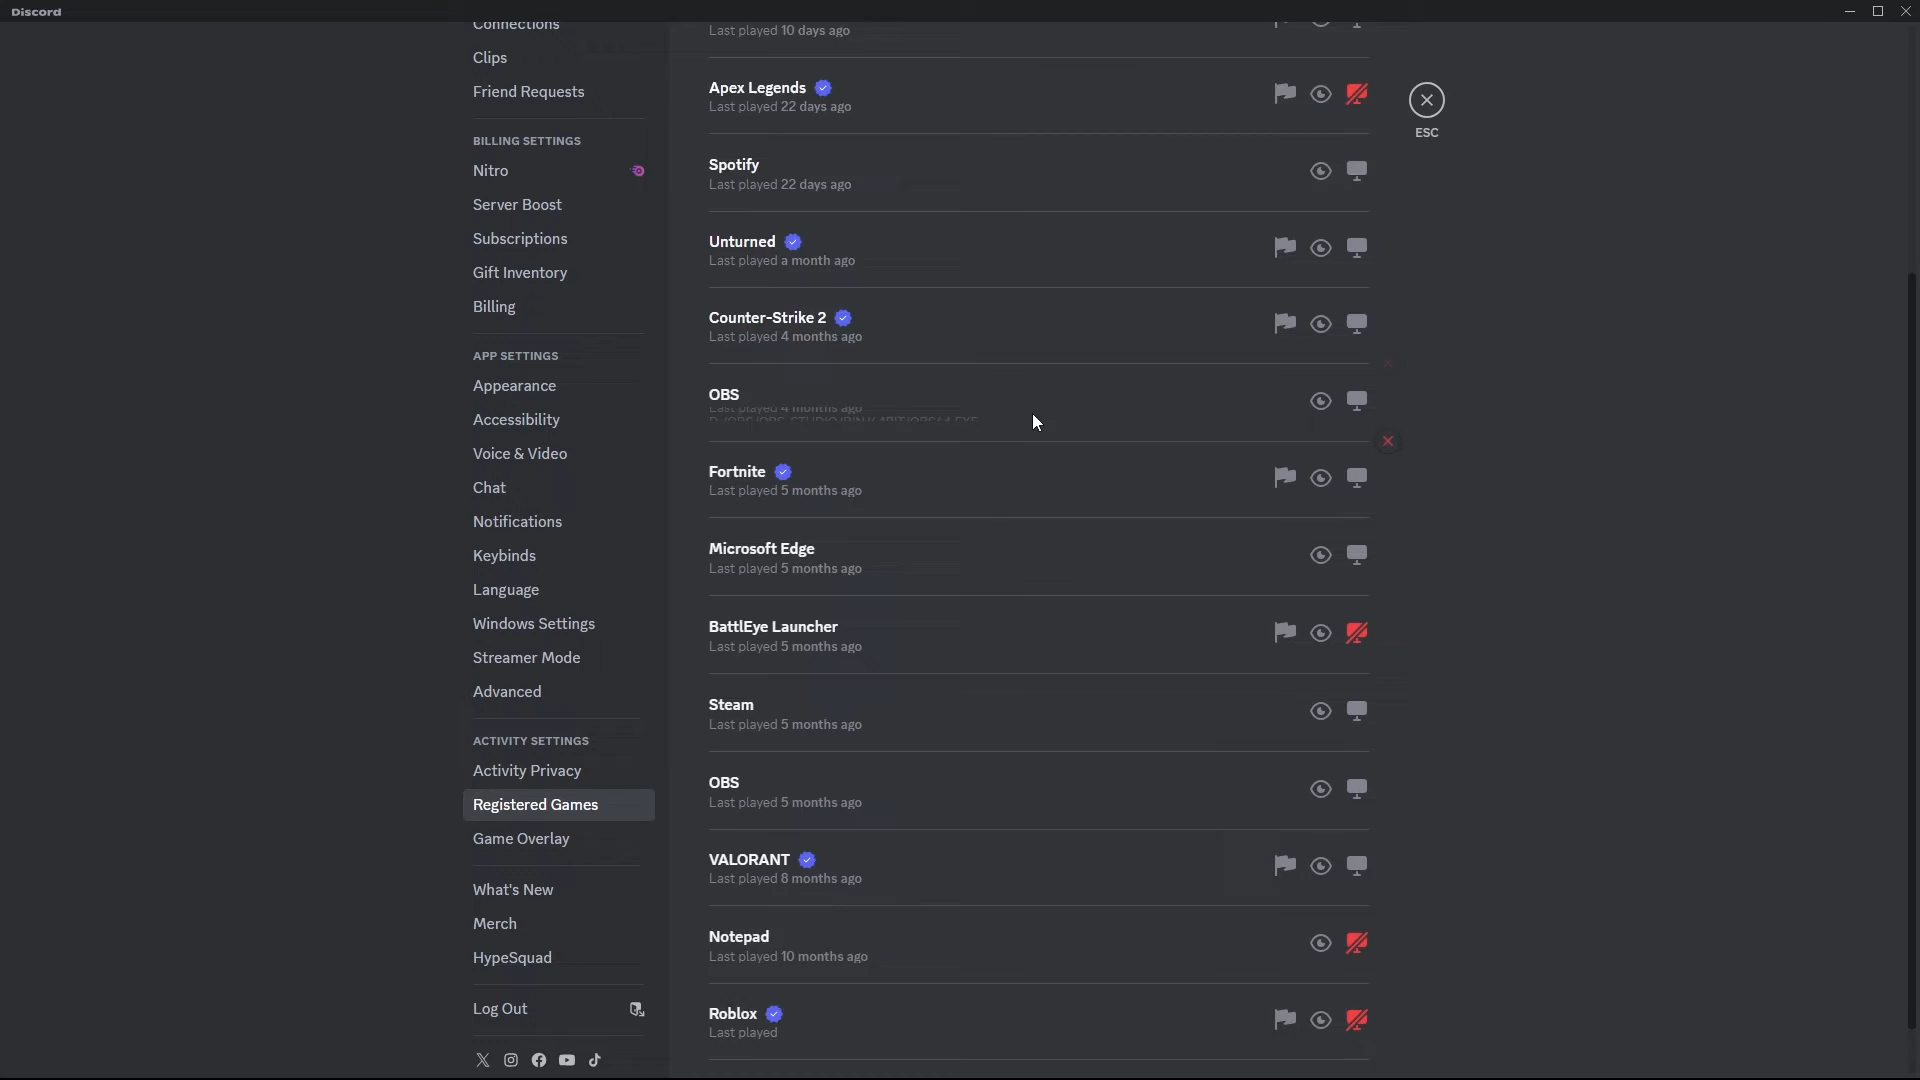 Discord
Connections
Clips
Friend Requests
BILLING SETTINGS
Nitro
Server Boost
Subscriptions
Gift Inventory
Billing
APP SETTINGS
Appearance
Accessibility
Voice & Video
Chat
Notifications
Keybinds
Language
Windows Settings
Streamer Mode
Advanced
ACTIVITY SETTINGS
Activity Privacy
Registered Games
Game Overlay
What's New
Merch
HypeSquad
Log Out
Last played 10 days ago
Apex Legends
Last played 22 days ago
Spotify
Last played 22 days ago
Unturned
Last played a month ago
Counter-Strike 2
Last played 4 months ago
OBS
Last played 4 months ago
Fortnite
Last played 5 months ago
Microsoft Edge
Last played 5 months ago
BattlEye Launcher
Last played 5 months ago
Steam
Last played 5 months ago
OBS
Last played 5 months ago
VALORANT
Last played 8 months ago
Notepad
Last played 10 months ago
Roblox
Last played
ESC